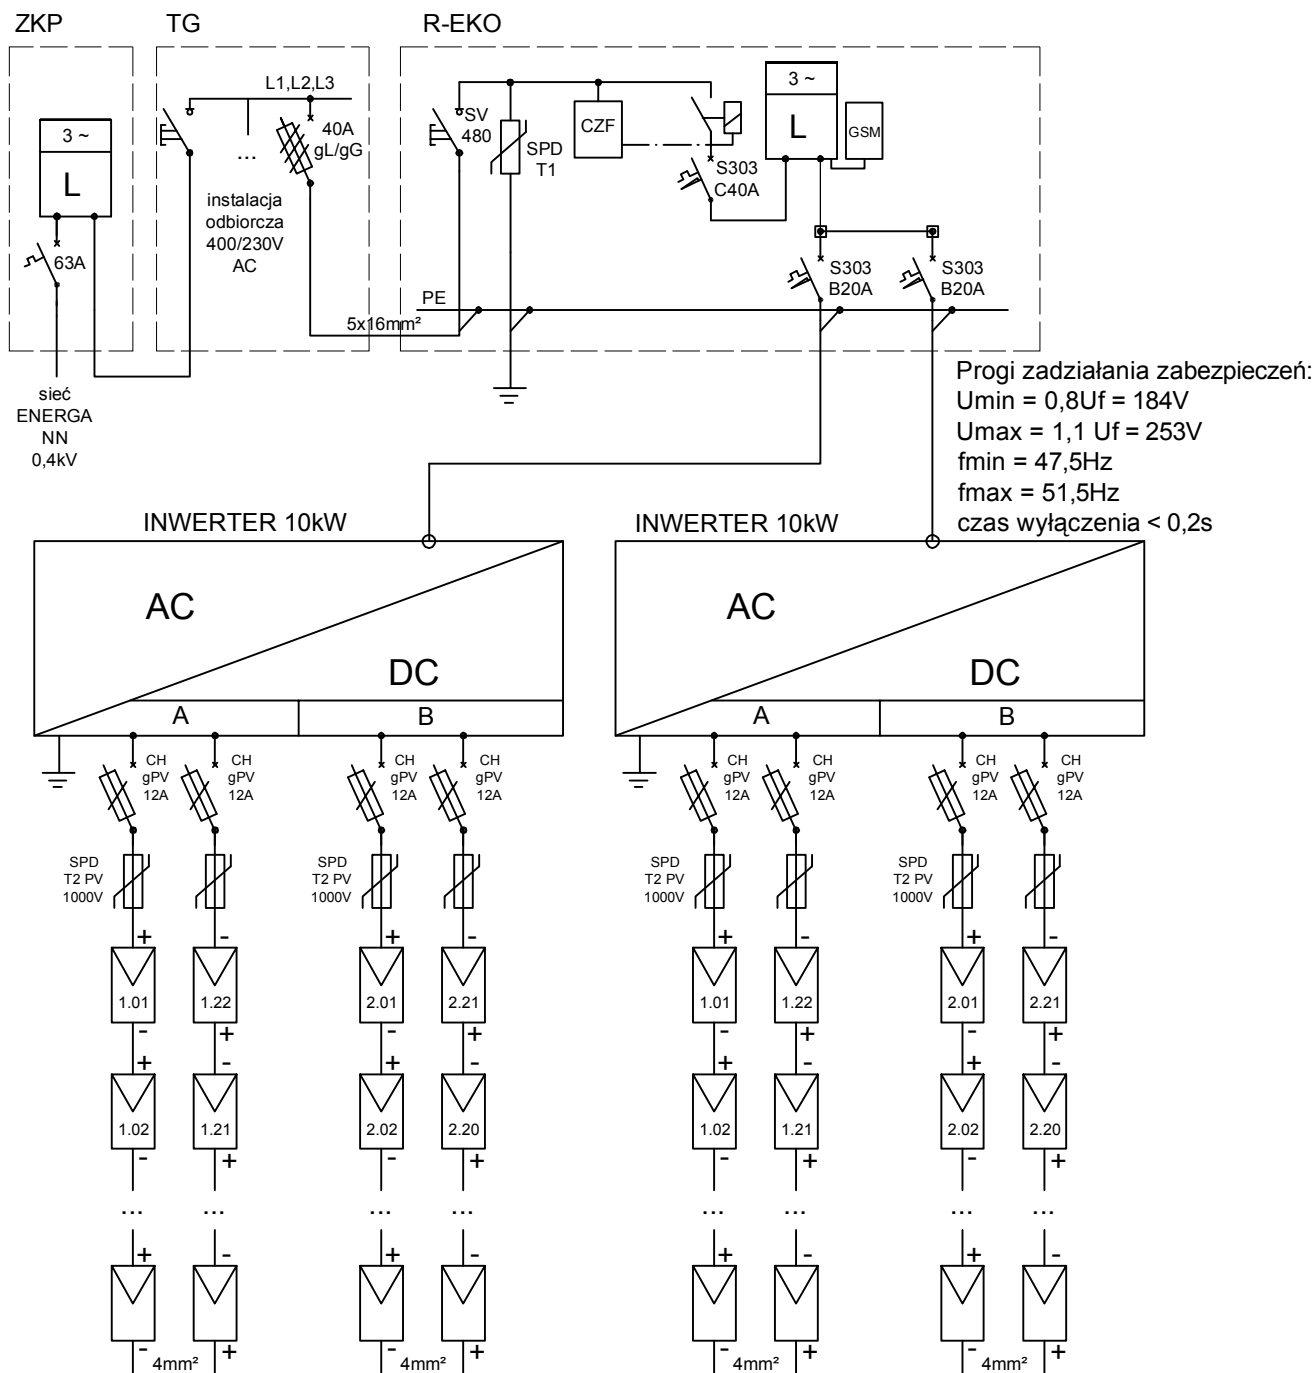 ZKP
TG
R-EKO
3 ~
L
63A
sieć
ENERGA
NN
0,4kV
L1,L2,L3
...
40A
gL/gG
instalacja
odbiorcza
400/230V
AC
5x16mm²
SV
480
SPD
T1
CZF
S303
C40A
3 ~
L
GSM
S303
B20A
S303
B20A
PE
Progi zadziałania zabezpieczeń:
Umin = 0,8Uf = 184V
Umax = 1,1 Uf = 253V
fmin = 47,5Hz
fmax = 51,5Hz
czas wyłączenia < 0,2s
INWERTER 10kW
AC
DC
A
B
CH
gPV
12A
CH
gPV
12A
CH
gPV
12A
CH
gPV
12A
SPD
T2 PV
1000V
SPD
T2 PV
1000V
+ - + -
1.01 1.22 2.01 2.21
- + - +
+ - + -
1.02 1.21 2.02 2.20
- + - +
... ... ... ...
+ - + -
- + - +
4mm² 4mm²
INWERTER 10kW
AC
DC
A
B
CH
gPV
12A
CH
gPV
12A
CH
gPV
12A
CH
gPV
12A
SPD
T2 PV
1000V
SPD
T2 PV
1000V
+ - + -
1.01 1.22 2.01 2.21
- + - +
+ - + -
1.02 1.21 2.02 2.20
- + - +
... ... ... ...
+ - + -
- + - +
4mm² 4mm²